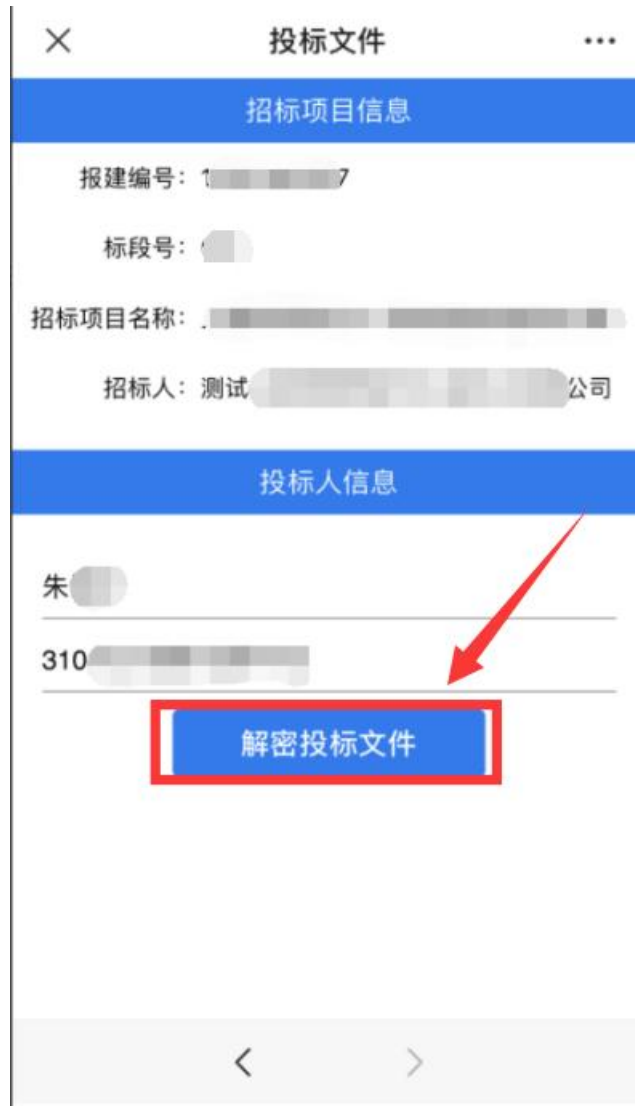 投标文件
招标项目信息
报建编号： 7
标段号：
招标项目名称：
招标人：测试 公司
投标人信息
朱
310
解密投标文件